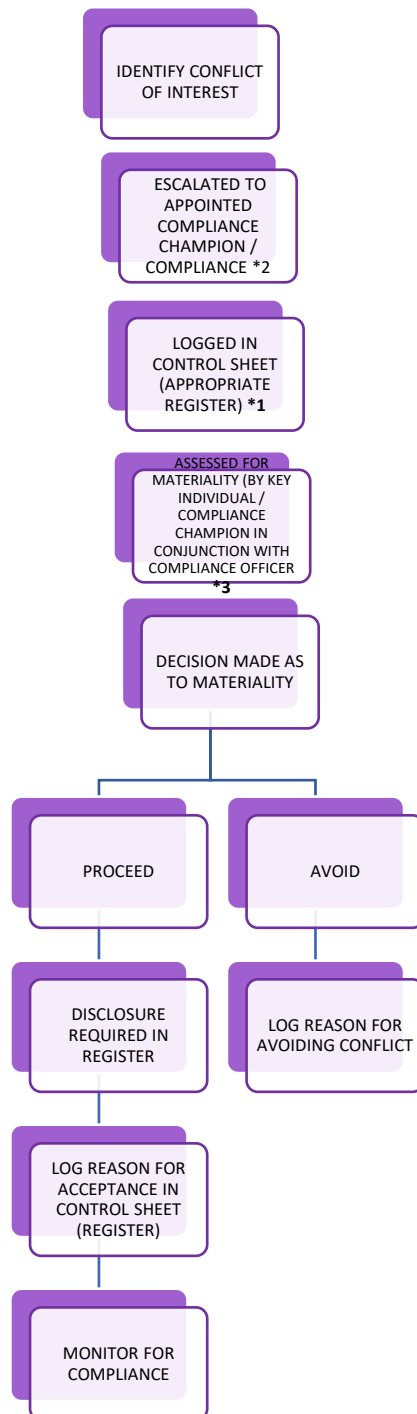 IDENTIFY CONFLICT
OF INTEREST
ESCALATED TO
APPOINTED
COMPLIANCE
CHAMPION /
COMPLIANCE *2
LOGGED IN
CONTROL SHEET
(APPROPRIATE
REGISTER) *1
ASSESSED FOR
MATERIALITY (BY KEY
INDIVIDUAL /
COMPLIANCE
CHAMPION IN
CONJUNCTION WITH
COMPLIANCE OFFICER
*3
DECISION MADE AS
TO MATERIALITY
PROCEED
AVOID
DISCLOSURE
REQUIRED IN
REGISTER
LOG REASON FOR
AVOIDING CONFLICT
LOG REASON FOR
ACCEPTANCE IN
CONTROL SHEET
(REGISTER)
MONITOR FOR
COMPLIANCE